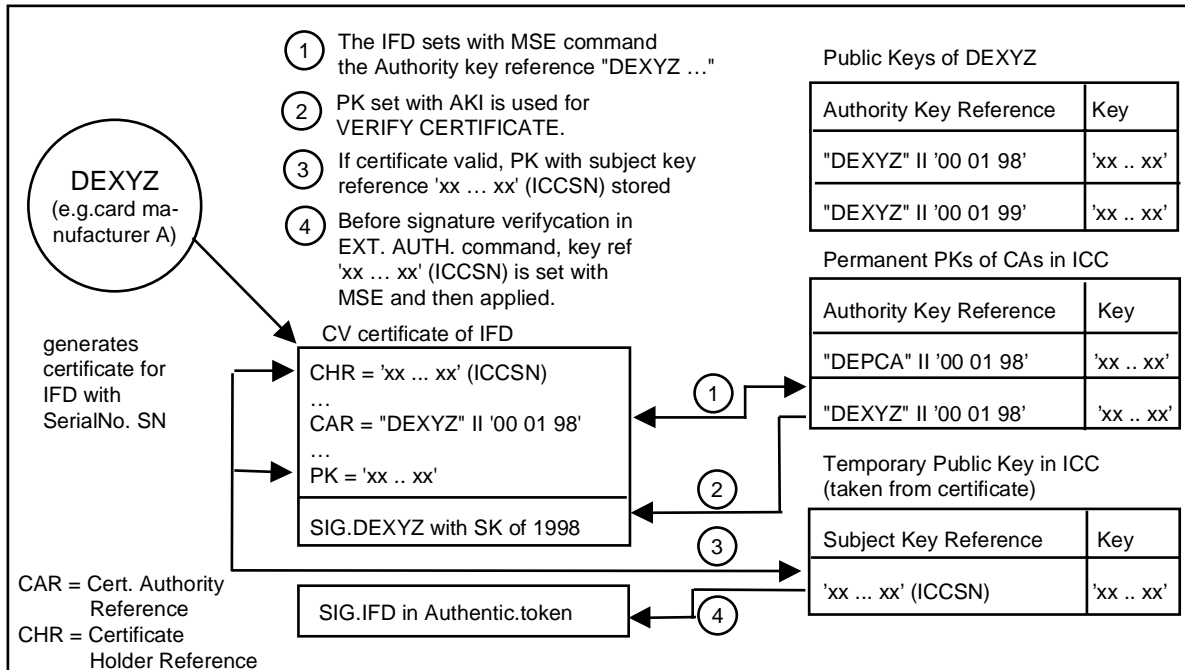 1
The IFD sets with MSE command
the Authority key reference "DEXYZ …"
2
PK set with AKI is used for
VERIFY CERTIFICATE.
3
If certificate valid, PK with subject key
reference 'xx … xx' (ICCSN) stored
4
Before signature verifycation in
EXT. AUTH. command, key ref
'xx … xx' (ICCSN) is set with
MSE and then applied.
DEXYZ
(e.g.card ma-
nufacturer A)
generates
certificate for
IFD with
SerialNo. SN
CV certificate of IFD
CHR = 'xx ... xx' (ICCSN)
…
CAR = "DEXYZ" II '00 01 98'
…
PK = 'xx .. xx'
SIG.DEXYZ with SK of 1998
SIG.IFD in Authentic.token
1
2
3
4
Public Keys of DEXYZ
Authority Key Reference Key
"DEXYZ" II '00 01 98' 'xx .. xx'
"DEXYZ" II '00 01 99' 'xx .. xx'
Permanent PKs of CAs in ICC
Authority Key Reference Key
"DEPCA" II '00 01 98' 'xx .. xx'
"DEXYZ" II '00 01 98' 'xx .. xx'
Temporary Public Key in ICC
(taken from certificate)
Subject Key Reference Key
'xx ... xx' (ICCSN) 'xx .. xx'
CAR = Cert. Authority
Reference
CHR = Certificate
Holder Reference